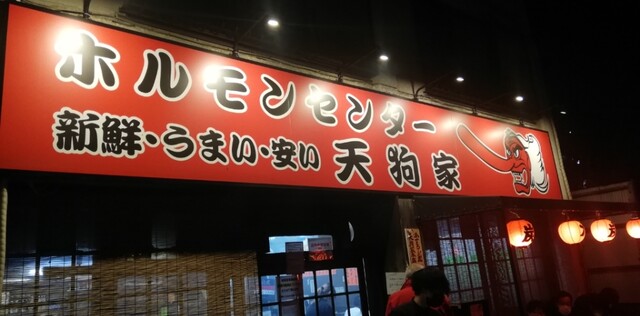 ホルモンセンター
新鮮・うまい・安い 天狗家